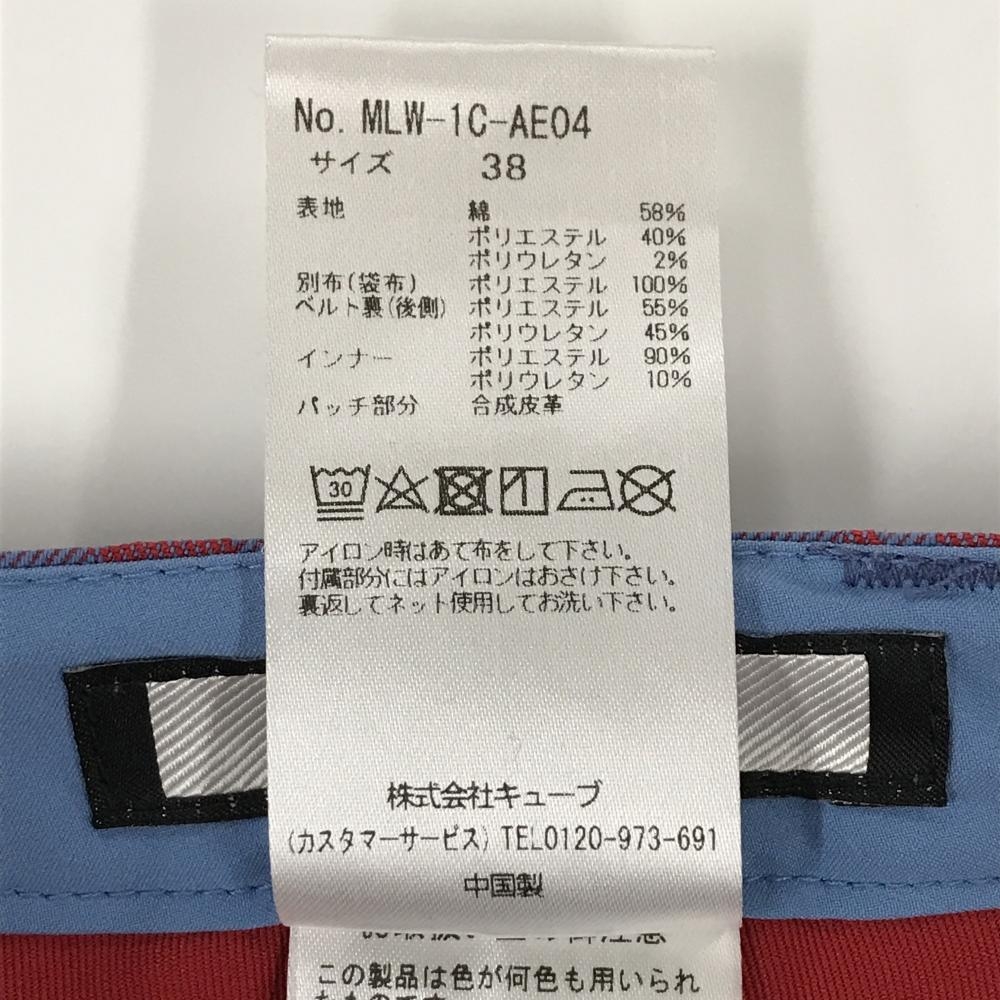 No. MLW-1C-AE04
サイズ 38
表地 綿 58%
ポリエステル 40%
ポリウレタン 2%
別布(袋布) ポリエステル 100%
ベルト裏(後側) ポリエステル 55%
ポリウレタン 45%
インナー ポリエステル 90%
ポリウレタン 10%
パッチ部分 合成皮革
30
アイロン時はあて布をして下さい。
付属部分にはアイロンはおさけ下さい。
裏返してネット使用してお洗い下さい。
株式会社キューブ
(カスタマーサービス) TEL0120-973-691
中国製
この製品は色が何色も用いられ